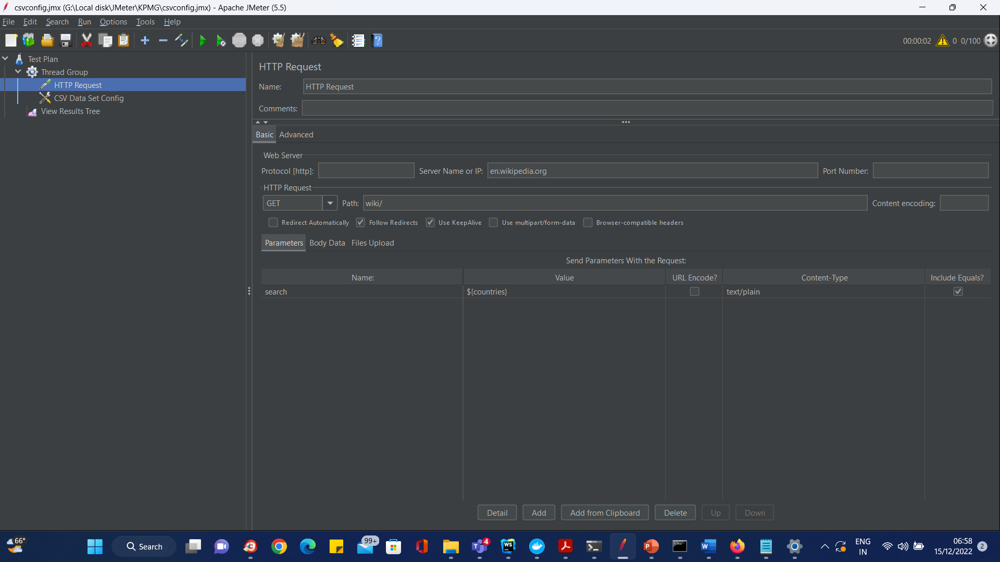 csvconfig.jmx (G:\Local disk\JMeter\KPMG\csvconfig.jmx) - Apache JMeter (5.5)
File Edit Search Run Options Tools Help
00:00:02 0 0/100
Test Plan
Thread Group
HTTP Request
CSV Data Set Config
View Results Tree
HTTP Request
Name: HTTP Request
Comments:
Basic Advanced
Web Server
Protocol [http]: Server Name or IP: en.wikipedia.org Port Number:
HTTP Request
GET Path: wiki/ Content encoding:
Redirect Automatically Follow Redirects Use KeepAlive Use multipart/form-data Browser-compatible headers
Parameters Body Data Files Upload
Send Parameters With the Request:
Name: Value URL Encode? Content-Type Include Equals?
search ${countries} text/plain
Detail Add Add from Clipboard Delete Up Down
66° Search 99+ 4 WS P W ENG IN 06:58 15/12/2022 2